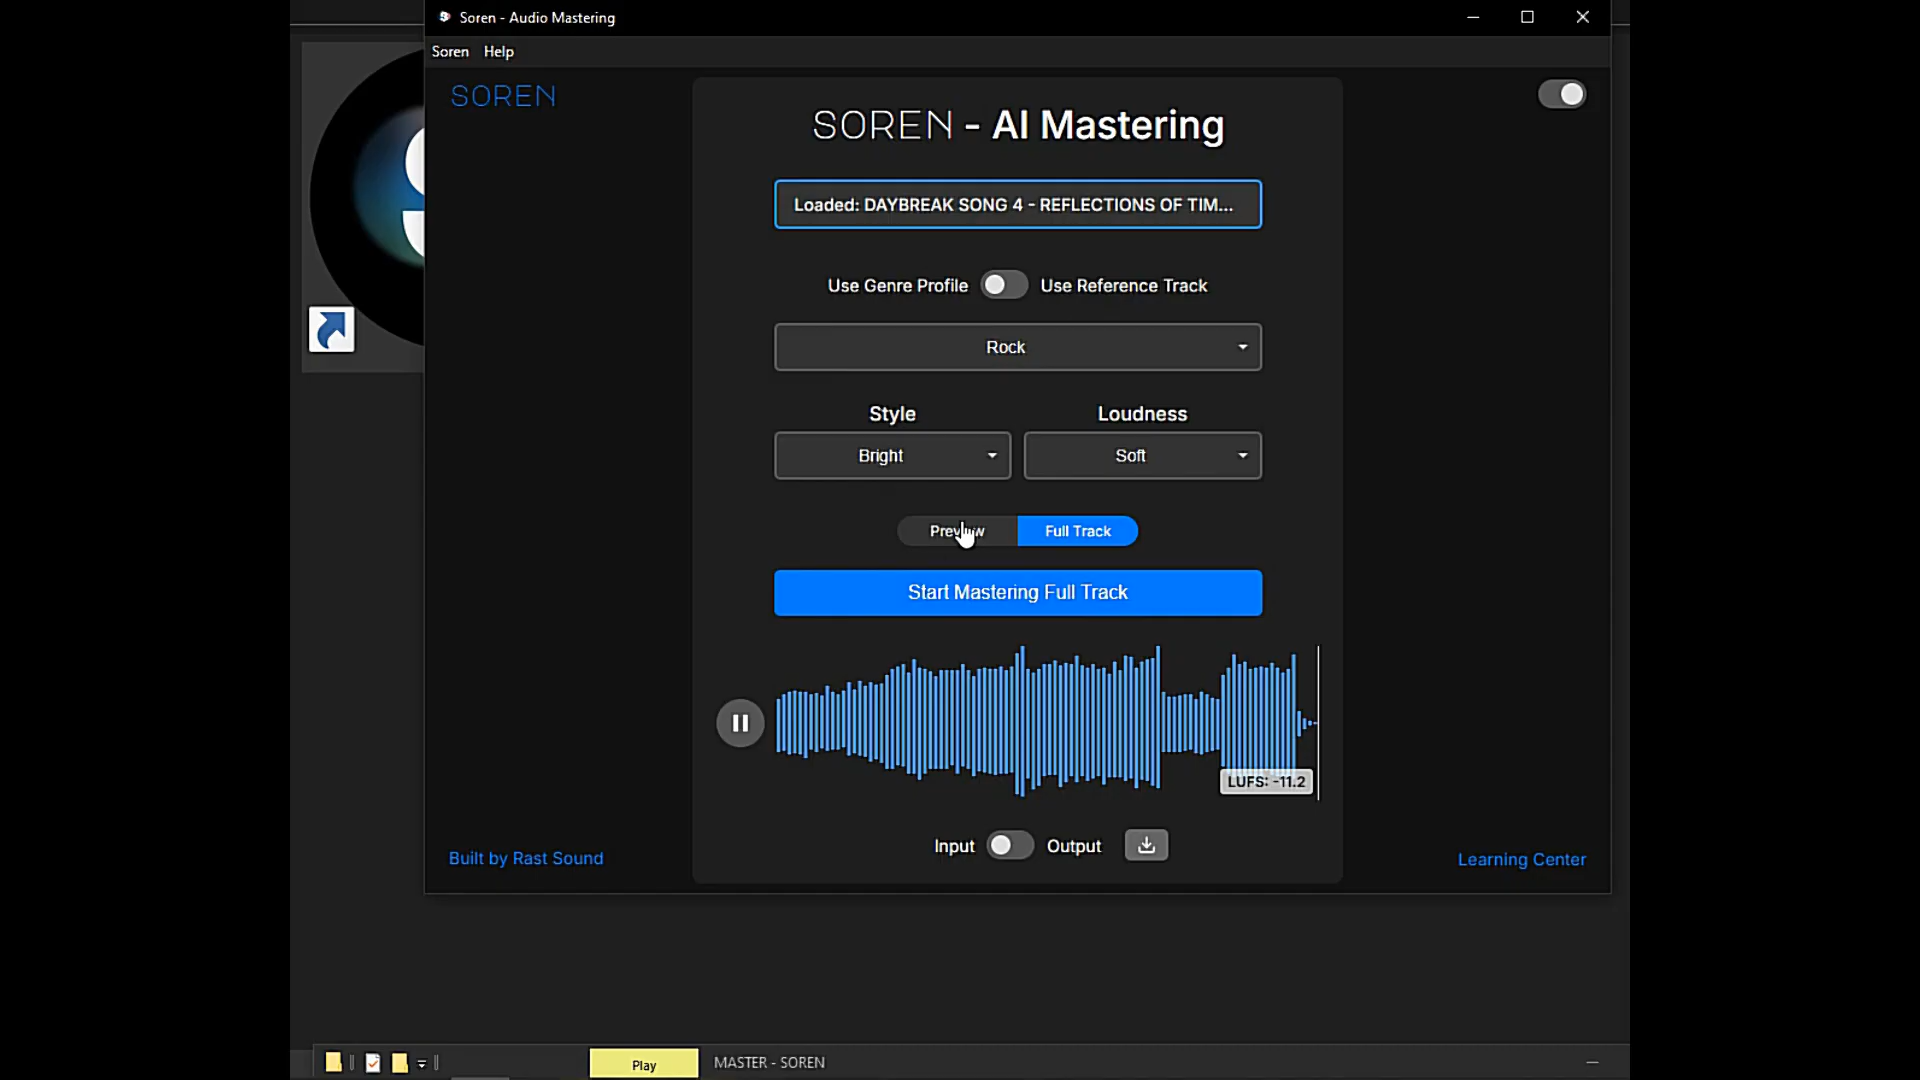 Soren - Audio Mastering
Soren Help
SOREN
SOREN - AI Mastering
Loaded: DAYBREAK SONG 4 - REFLECTIONS OF TIM...
Use Genre Profile Use Reference Track
Rock
Style Loudness
Bright Soft
Preview Full Track
Start Mastering Full Track
LUFS: -11.2
Input Output
Built by Rast Sound Learning Center
Play MASTER - SOREN